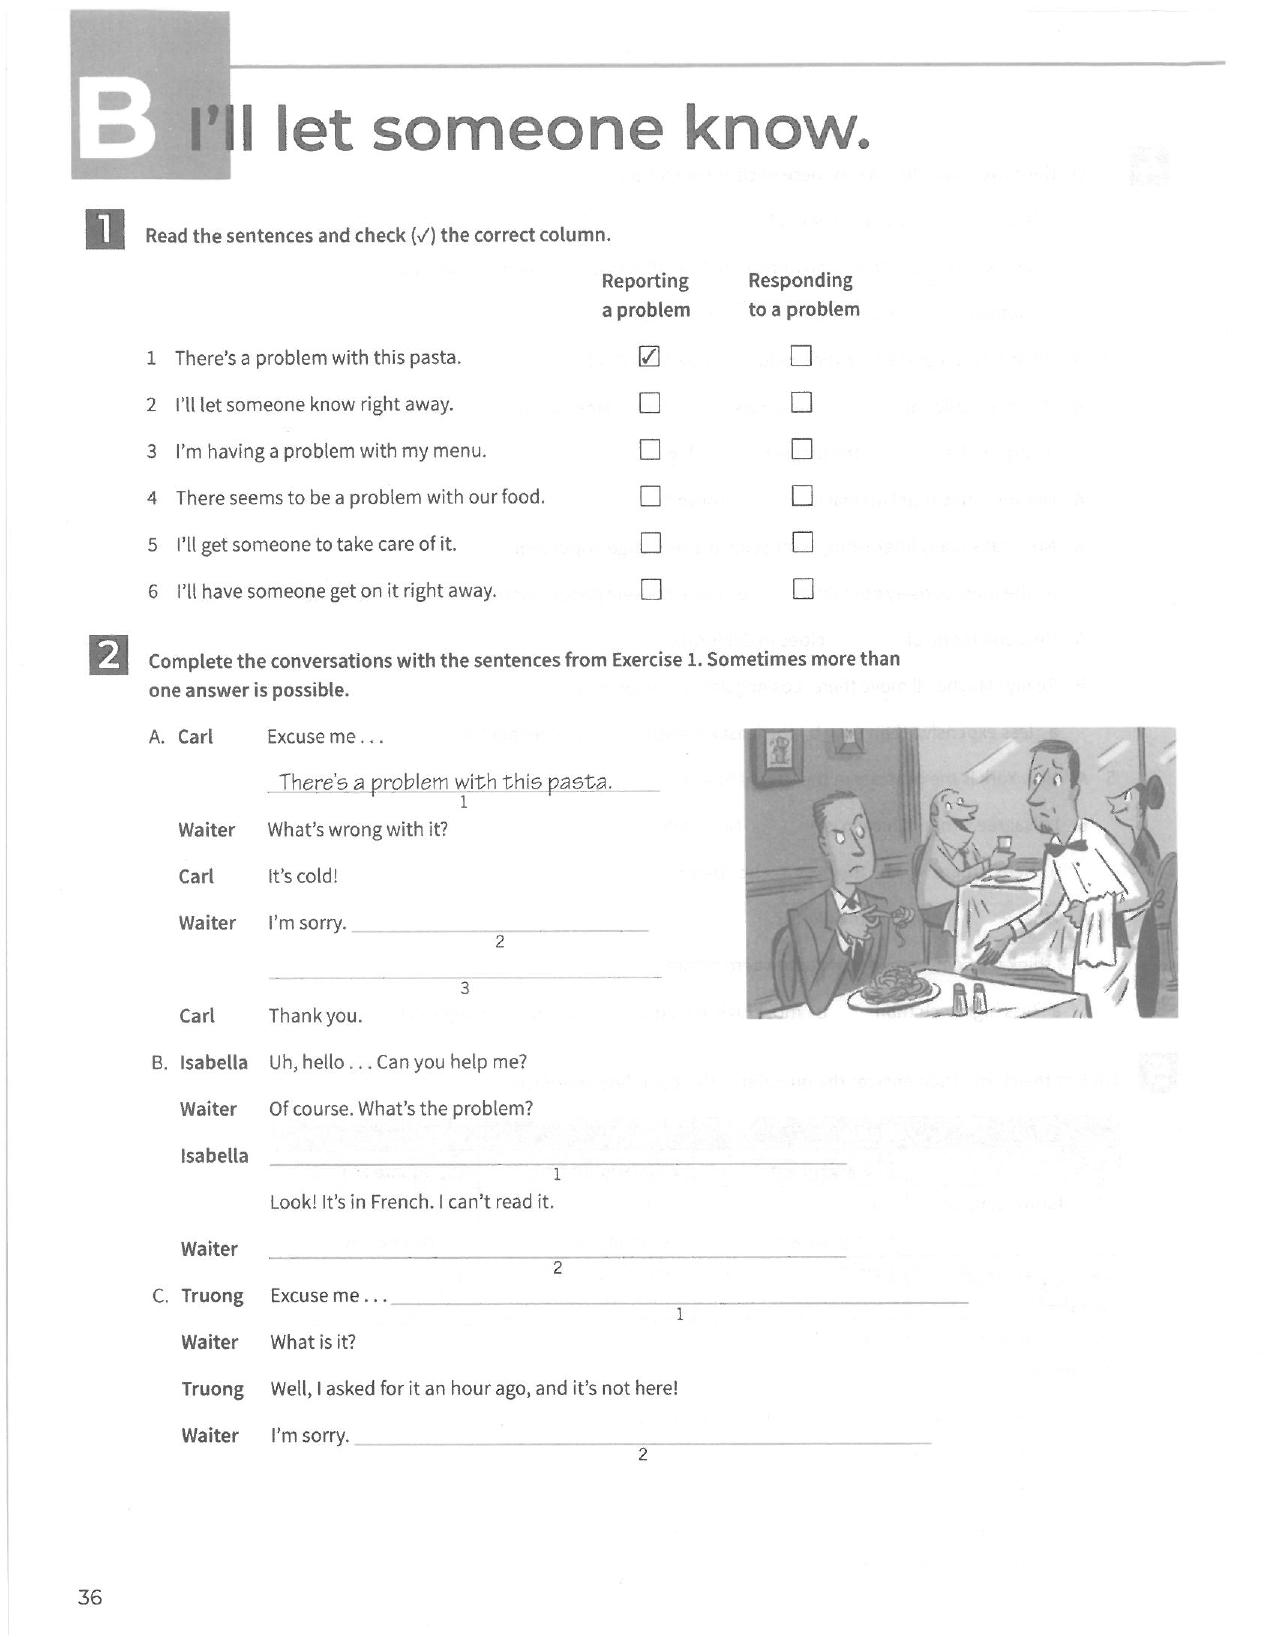 B I'll let someone know.
1 Read the sentences and check (✓) the correct column.
Reporting a problem
Responding to a problem
1 There's a problem with this pasta. ☑ ☐
2 I'll let someone know right away. ☐ ☐
3 I'm having a problem with my menu. ☐ ☐
4 There seems to be a problem with our food. ☐ ☐
5 I'll get someone to take care of it. ☐ ☐
6 I'll have someone get on it right away. ☐ ☐
2 Complete the conversations with the sentences from Exercise 1. Sometimes more than
one answer is possible.
A. Carl Excuse me . . .
There's a problem with this pasta.
1
Waiter What's wrong with it?
Carl It's cold!
Waiter I'm sorry.
2
3
Carl Thank you.
B. Isabella Uh, hello . . . Can you help me?
Waiter Of course. What's the problem?
Isabella
1
Look! It's in French. I can't read it.
Waiter
2
C. Truong Excuse me . . .
1
Waiter What is it?
Truong Well, I asked for it an hour ago, and it's not here!
Waiter I'm sorry.
2
36